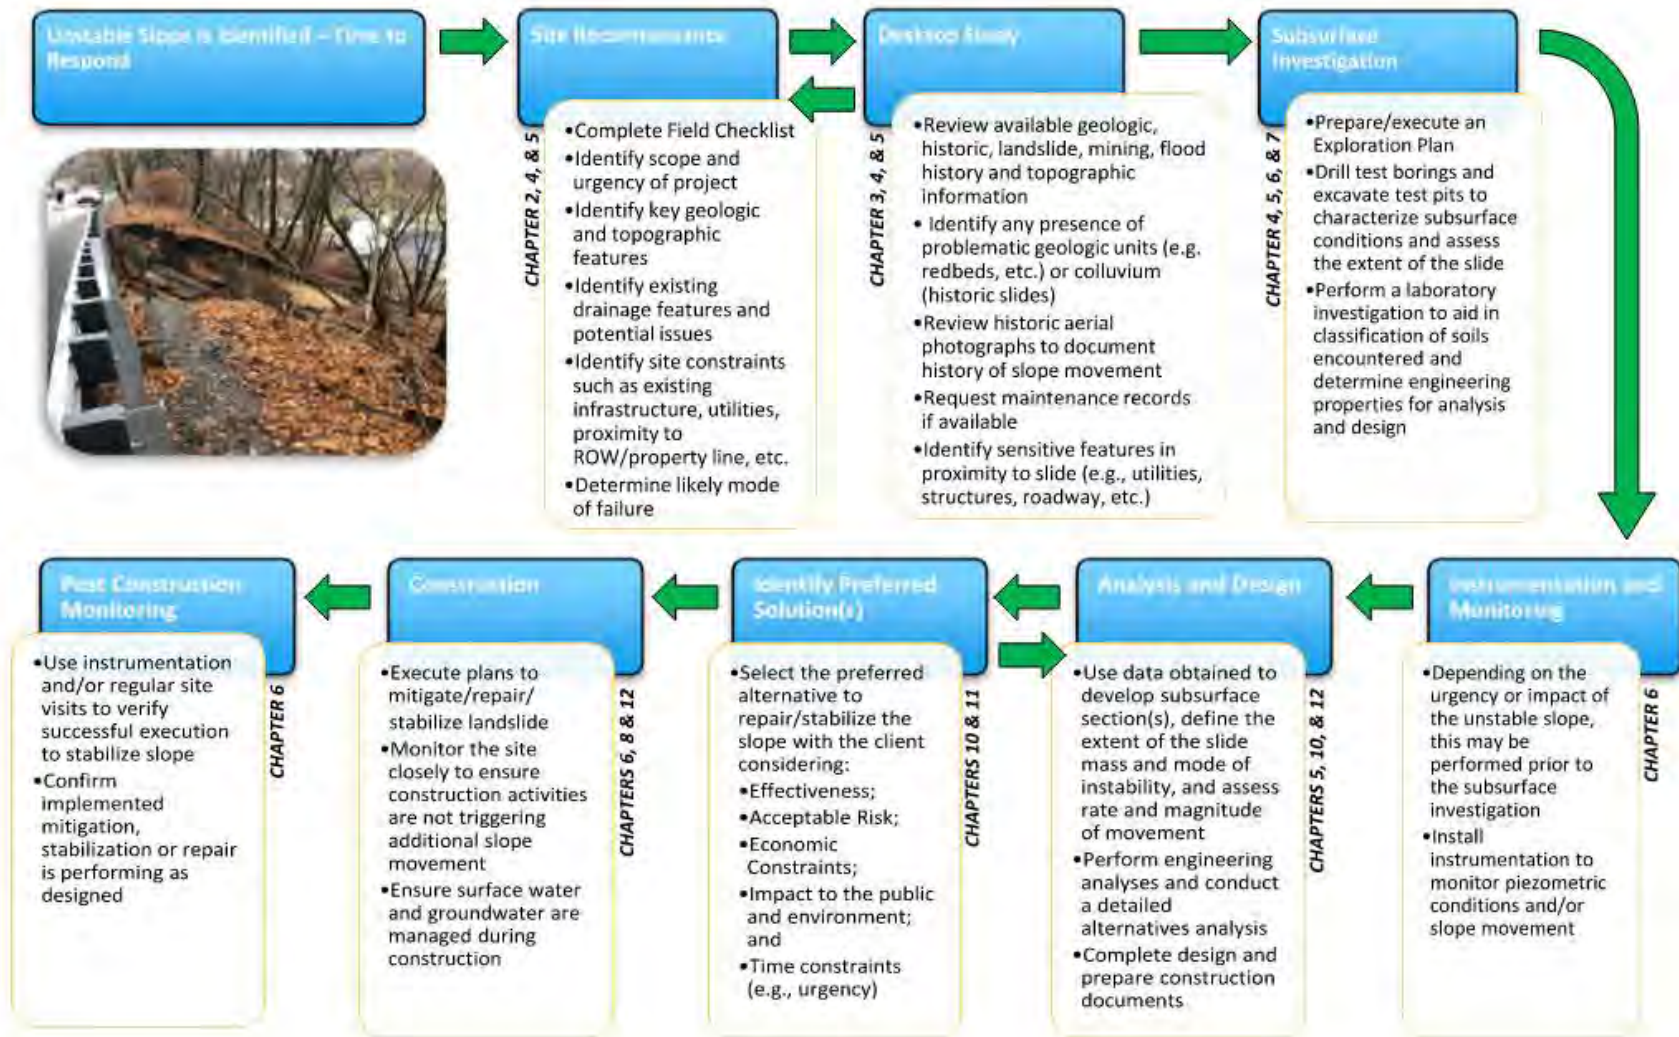 Unstable Slope is Identified – Time to
Respond
Site Reconnaissance
CHAPTER 2, 4, & 5
•Complete Field Checklist
•Identify scope and
urgency of project
•Identify key geologic
and topographic
features
•Identify existing
drainage features and
potential issues
•Identify site constraints
such as existing
infrastructure, utilities,
proximity to
ROW/property line, etc.
•Determine likely mode
of failure
Desktop Study
CHAPTER 3, 4, & 5
•Review available geologic,
historic, landslide, mining, flood
history and topographic
information
• Identify any presence of
problematic geologic units (e.g.
redbeds, etc.) or colluvium
(historic slides)
•Review historic aerial
photographs to document
history of slope movement
•Request maintenance records
if available
•Identify sensitive features in
proximity to slide (e.g., utilities,
structures, roadway, etc.)
Subsurface
Investigation
CHAPTER 4, 5, 6, & 7
•Prepare/execute an
Exploration Plan
•Drill test borings and
excavate test pits to
characterize subsurface
conditions and assess
the extent of the slide
•Perform a laboratory
investigation to aid in
classification of soils
encountered and
determine engineering
properties for analysis
and design
Instrumentation and
Monitoring
•Depending on the
urgency or impact of
the unstable slope,
this may be
performed prior to
the subsurface
investigation
•Install
instrumentation to
monitor piezometric
conditions and/or
slope movement
CHAPTER 6
Analysis and Design
•Use data obtained to
develop subsurface
section(s), define the
extent of the slide
mass and mode of
instability, and assess
rate and magnitude
of movement
•Perform engineering
analyses and conduct
a detailed
alternatives analysis
•Complete design and
prepare construction
documents
CHAPTERS 5, 10, & 12
Identify Preferred
Solution(s)
•Select the preferred
alternative to
repair/stabilize the
slope with the client
considering:
•Effectiveness;
•Acceptable Risk;
•Economic
Constraints;
•Impact to the public
and environment;
and
•Time constraints
(e.g., urgency)
CHAPTERS 10 & 11
Construction
•Execute plans to
mitigate/repair/
stabilize landslide
•Monitor the site
closely to ensure
construction activities
are not triggering
additional slope
movement
•Ensure surface water
and groundwater are
managed during
construction
CHAPTERS 6, 8 & 12
Post Construction
Monitoring
•Use instrumentation
and/or regular site
visits to verify
successful execution
to stabilize slope
•Confirm
implemented
mitigation,
stabilization or repair
is performing as
designed
CHAPTER 6